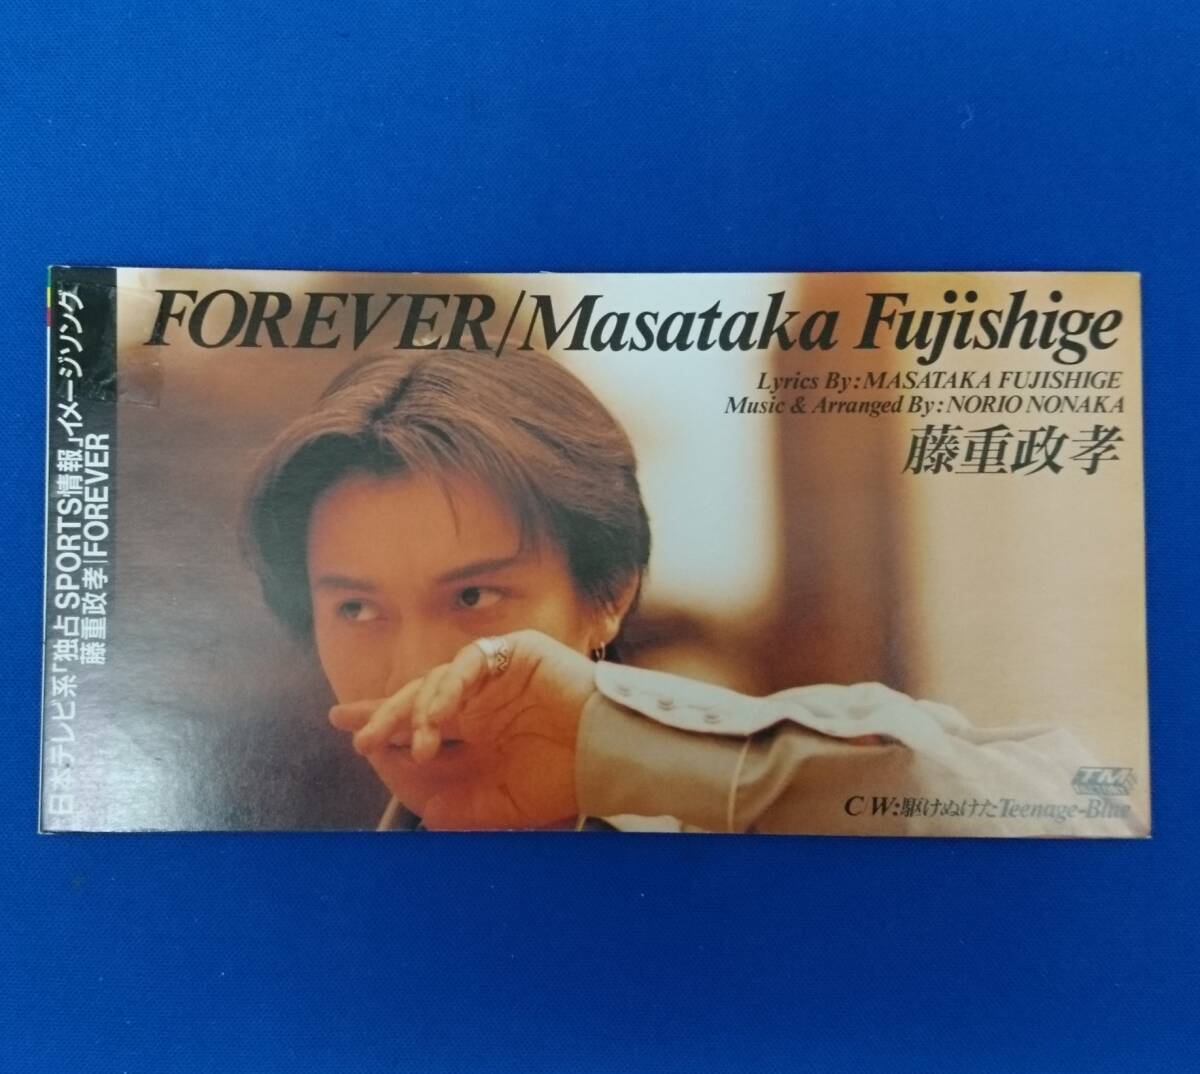 日本テレビ系「独占SPORTS情報」イメージソング
藤重政孝|FOREVER
FOREVER/Masataka Fujishige
Lyrics By:MASATAKA FUJISHIGE
Music & Arranged By:NORIO NONAKA
藤重政孝
TM
C/W:駆けぬけたTeenage-Blue